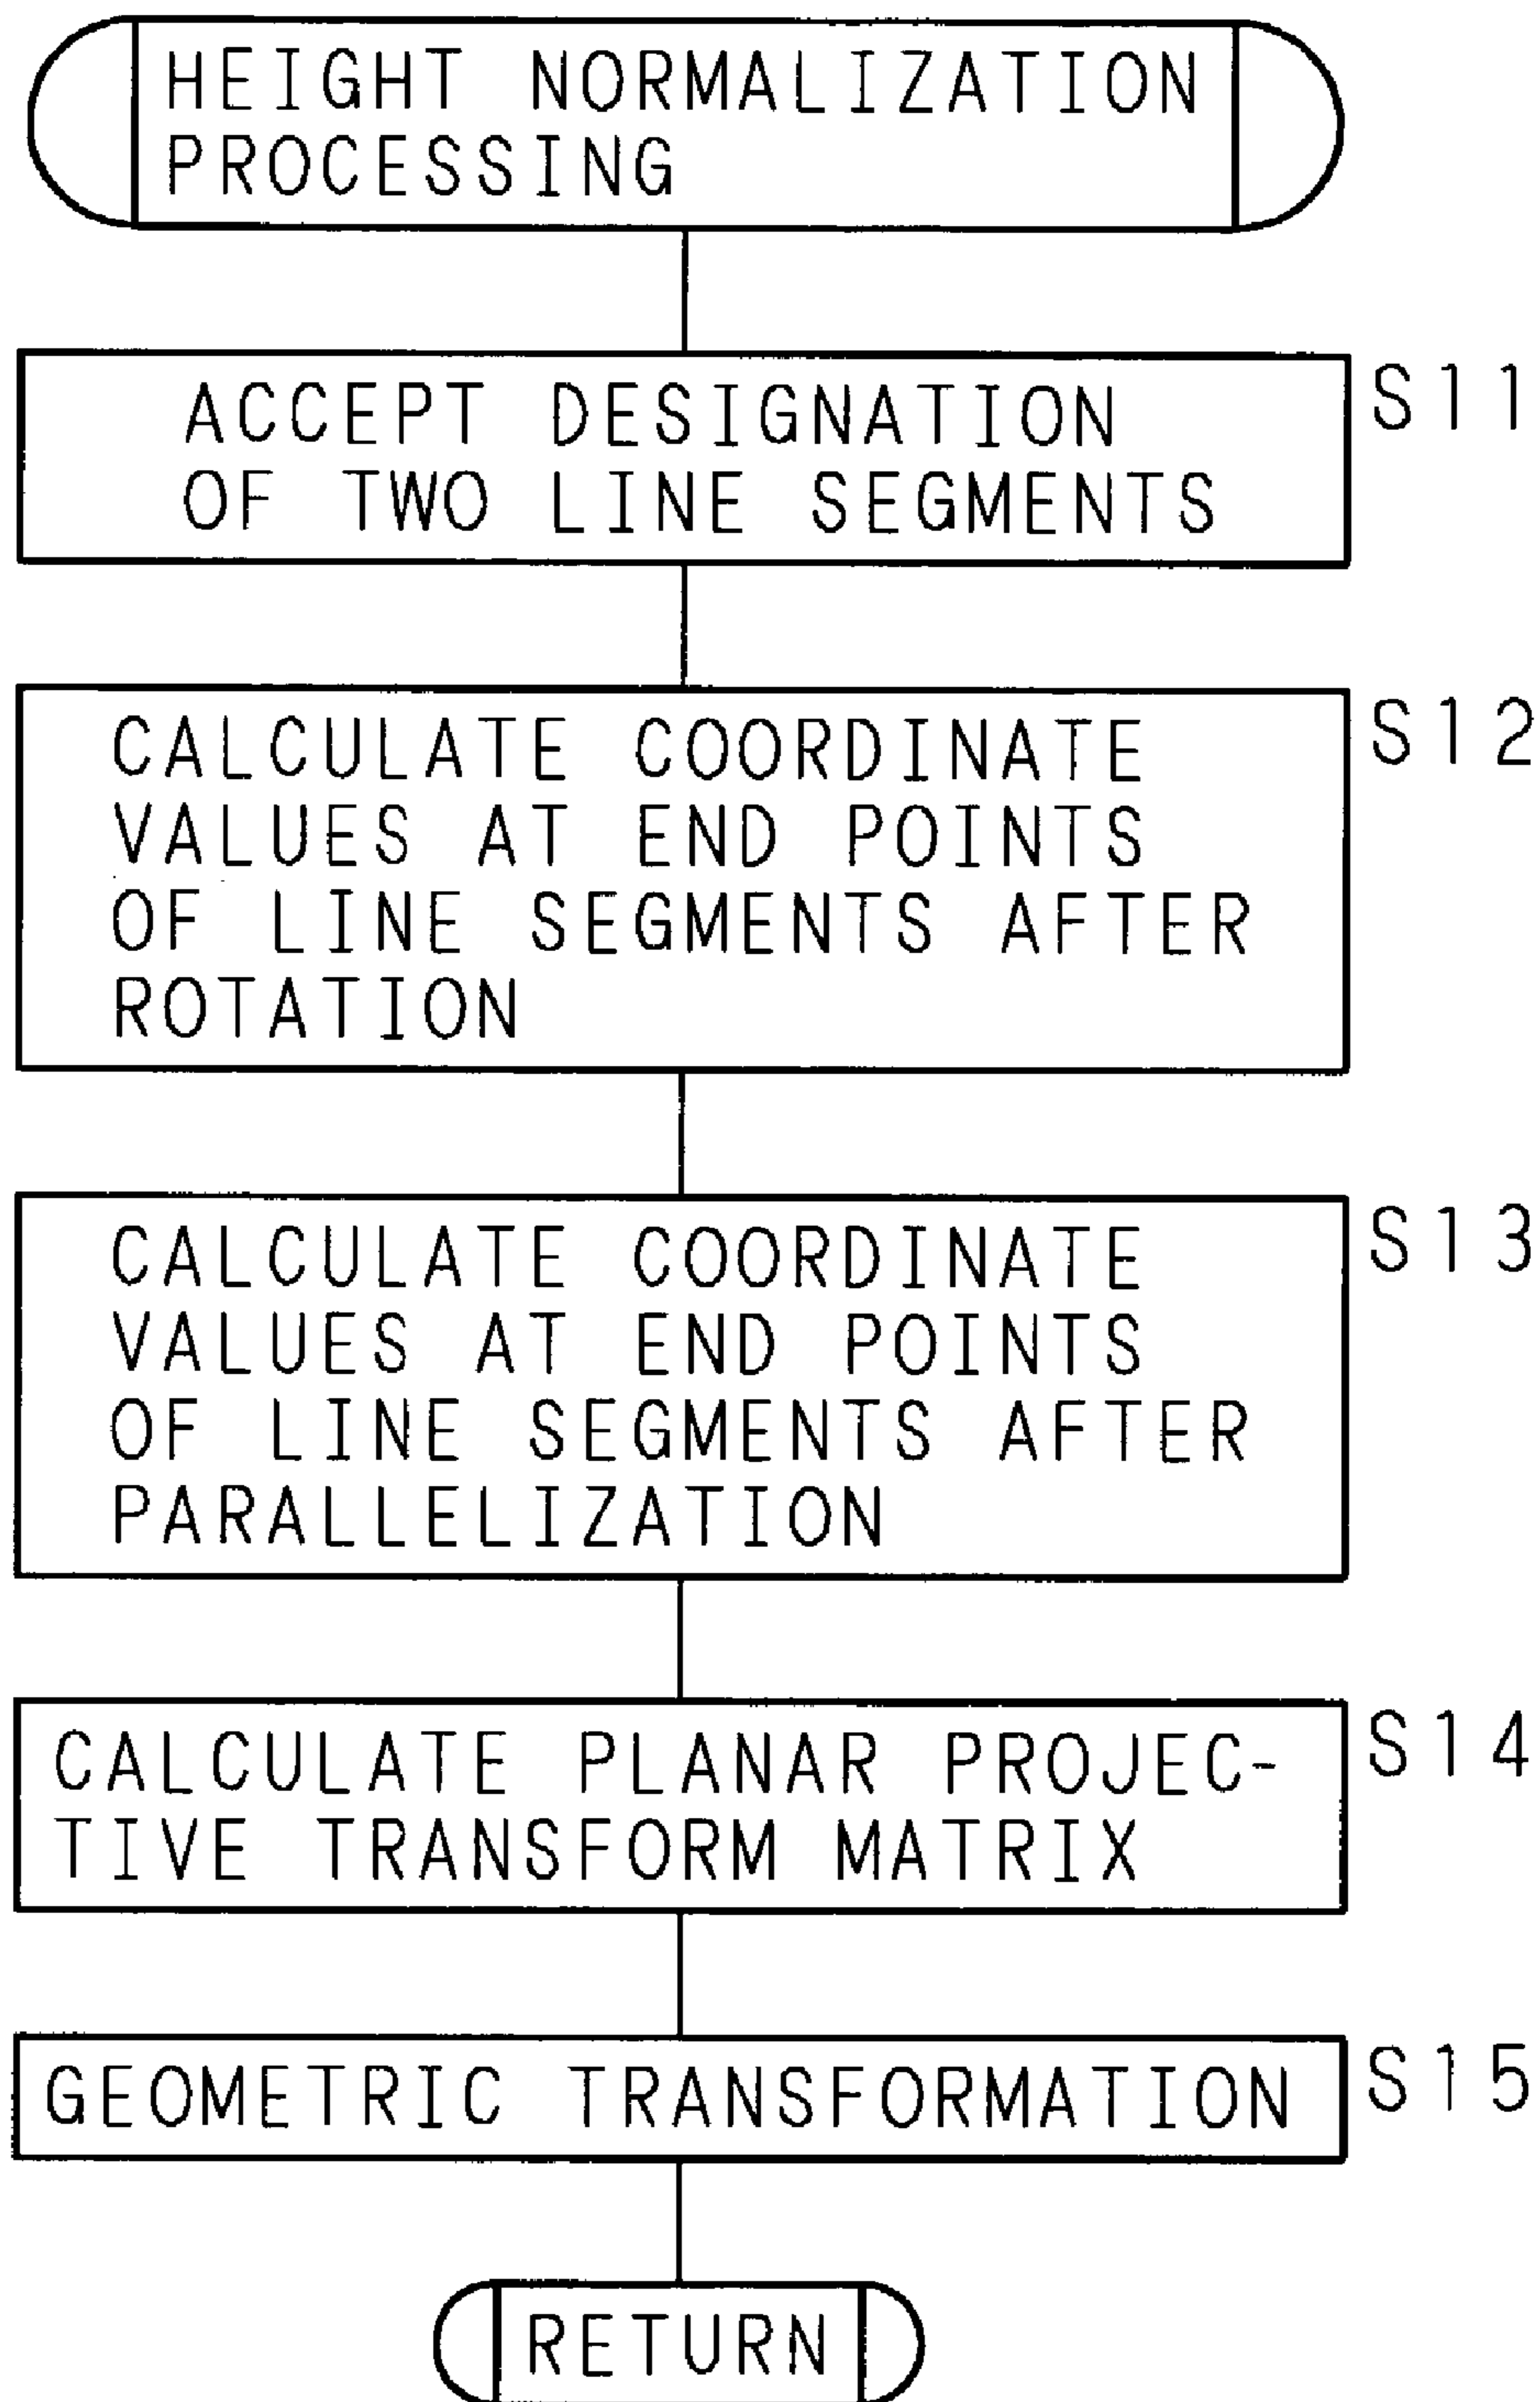 HEIGHT NORMALIZATION
PROCESSING
ACCEPT DESIGNATION
OF TWO LINE SEGMENTS
S11
CALCULATE COORDINATE
VALUES AT END POINTS
OF LINE SEGMENTS AFTER
ROTATION
S12
CALCULATE COORDINATE
VALUES AT END POINTS
OF LINE SEGMENTS AFTER
PARALLELIZATION
S13
CALCULATE PLANAR PROJEC-
TIVE TRANSFORM MATRIX
S14
GEOMETRIC TRANSFORMATION
S15
RETURN